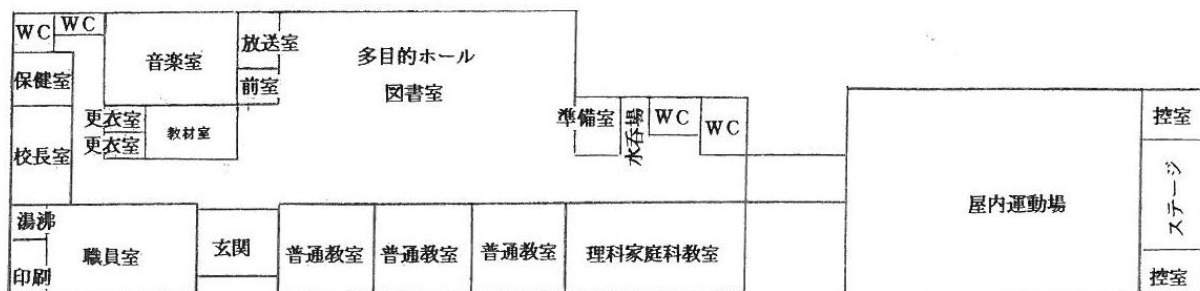 WC
WC
音楽室
放送室
多目的ホール
図書室
保健室
前室
準備室
水呑場
WC
WC
控室
更衣室
教材室
更衣室
校長室
ステージ
屋内運動場
湯沸
職員室
玄関
普通教室
普通教室
普通教室
理科家庭科教室
印刷
控室